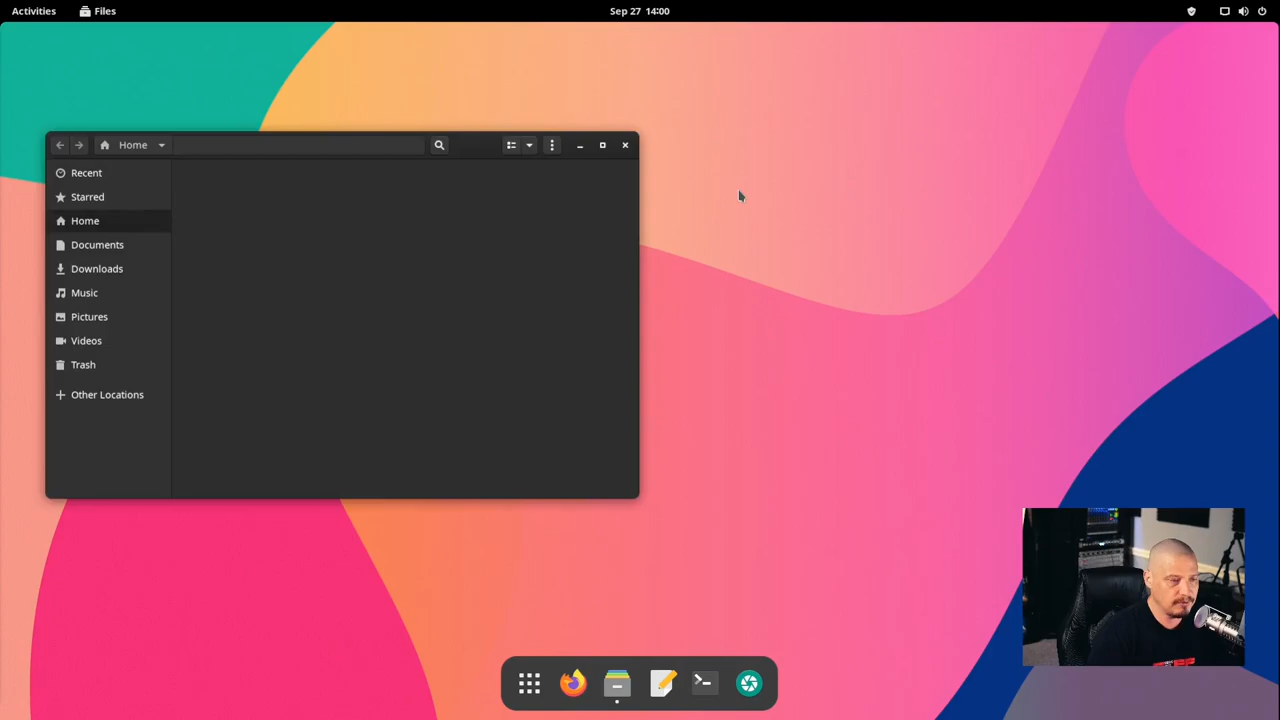 Activities Files Sep 27 14:00
Home
Recent
Starred
Home
Documents
Downloads
Music
Pictures
Videos
Trash
Other Locations